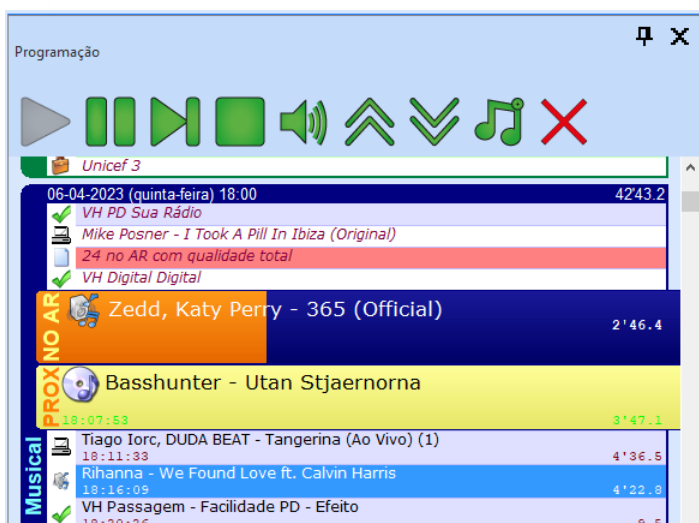 Programação
Unicef 3
06-04-2023 (quinta-feira) 18:00 42'43.2
VH PD Sua Rádio
Mike Posner - I Took A Pill In Ibiza (Original)
24 no AR com qualidade total
VH Digital Digital
NO AR
Zedd, Katy Perry - 365 (Official)
2'46.4
PROX
Basshunter - Utan Stjaernorna
18:07:53 3'47.1
Musical
Tiago Iorc, DUDA BEAT - Tangerina (Ao Vivo) (1)
18:11:33 4'36.5
Rihanna - We Found Love ft. Calvin Harris
18:16:09 4'22.8
VH Passagem - Facilidade PD - Efeito